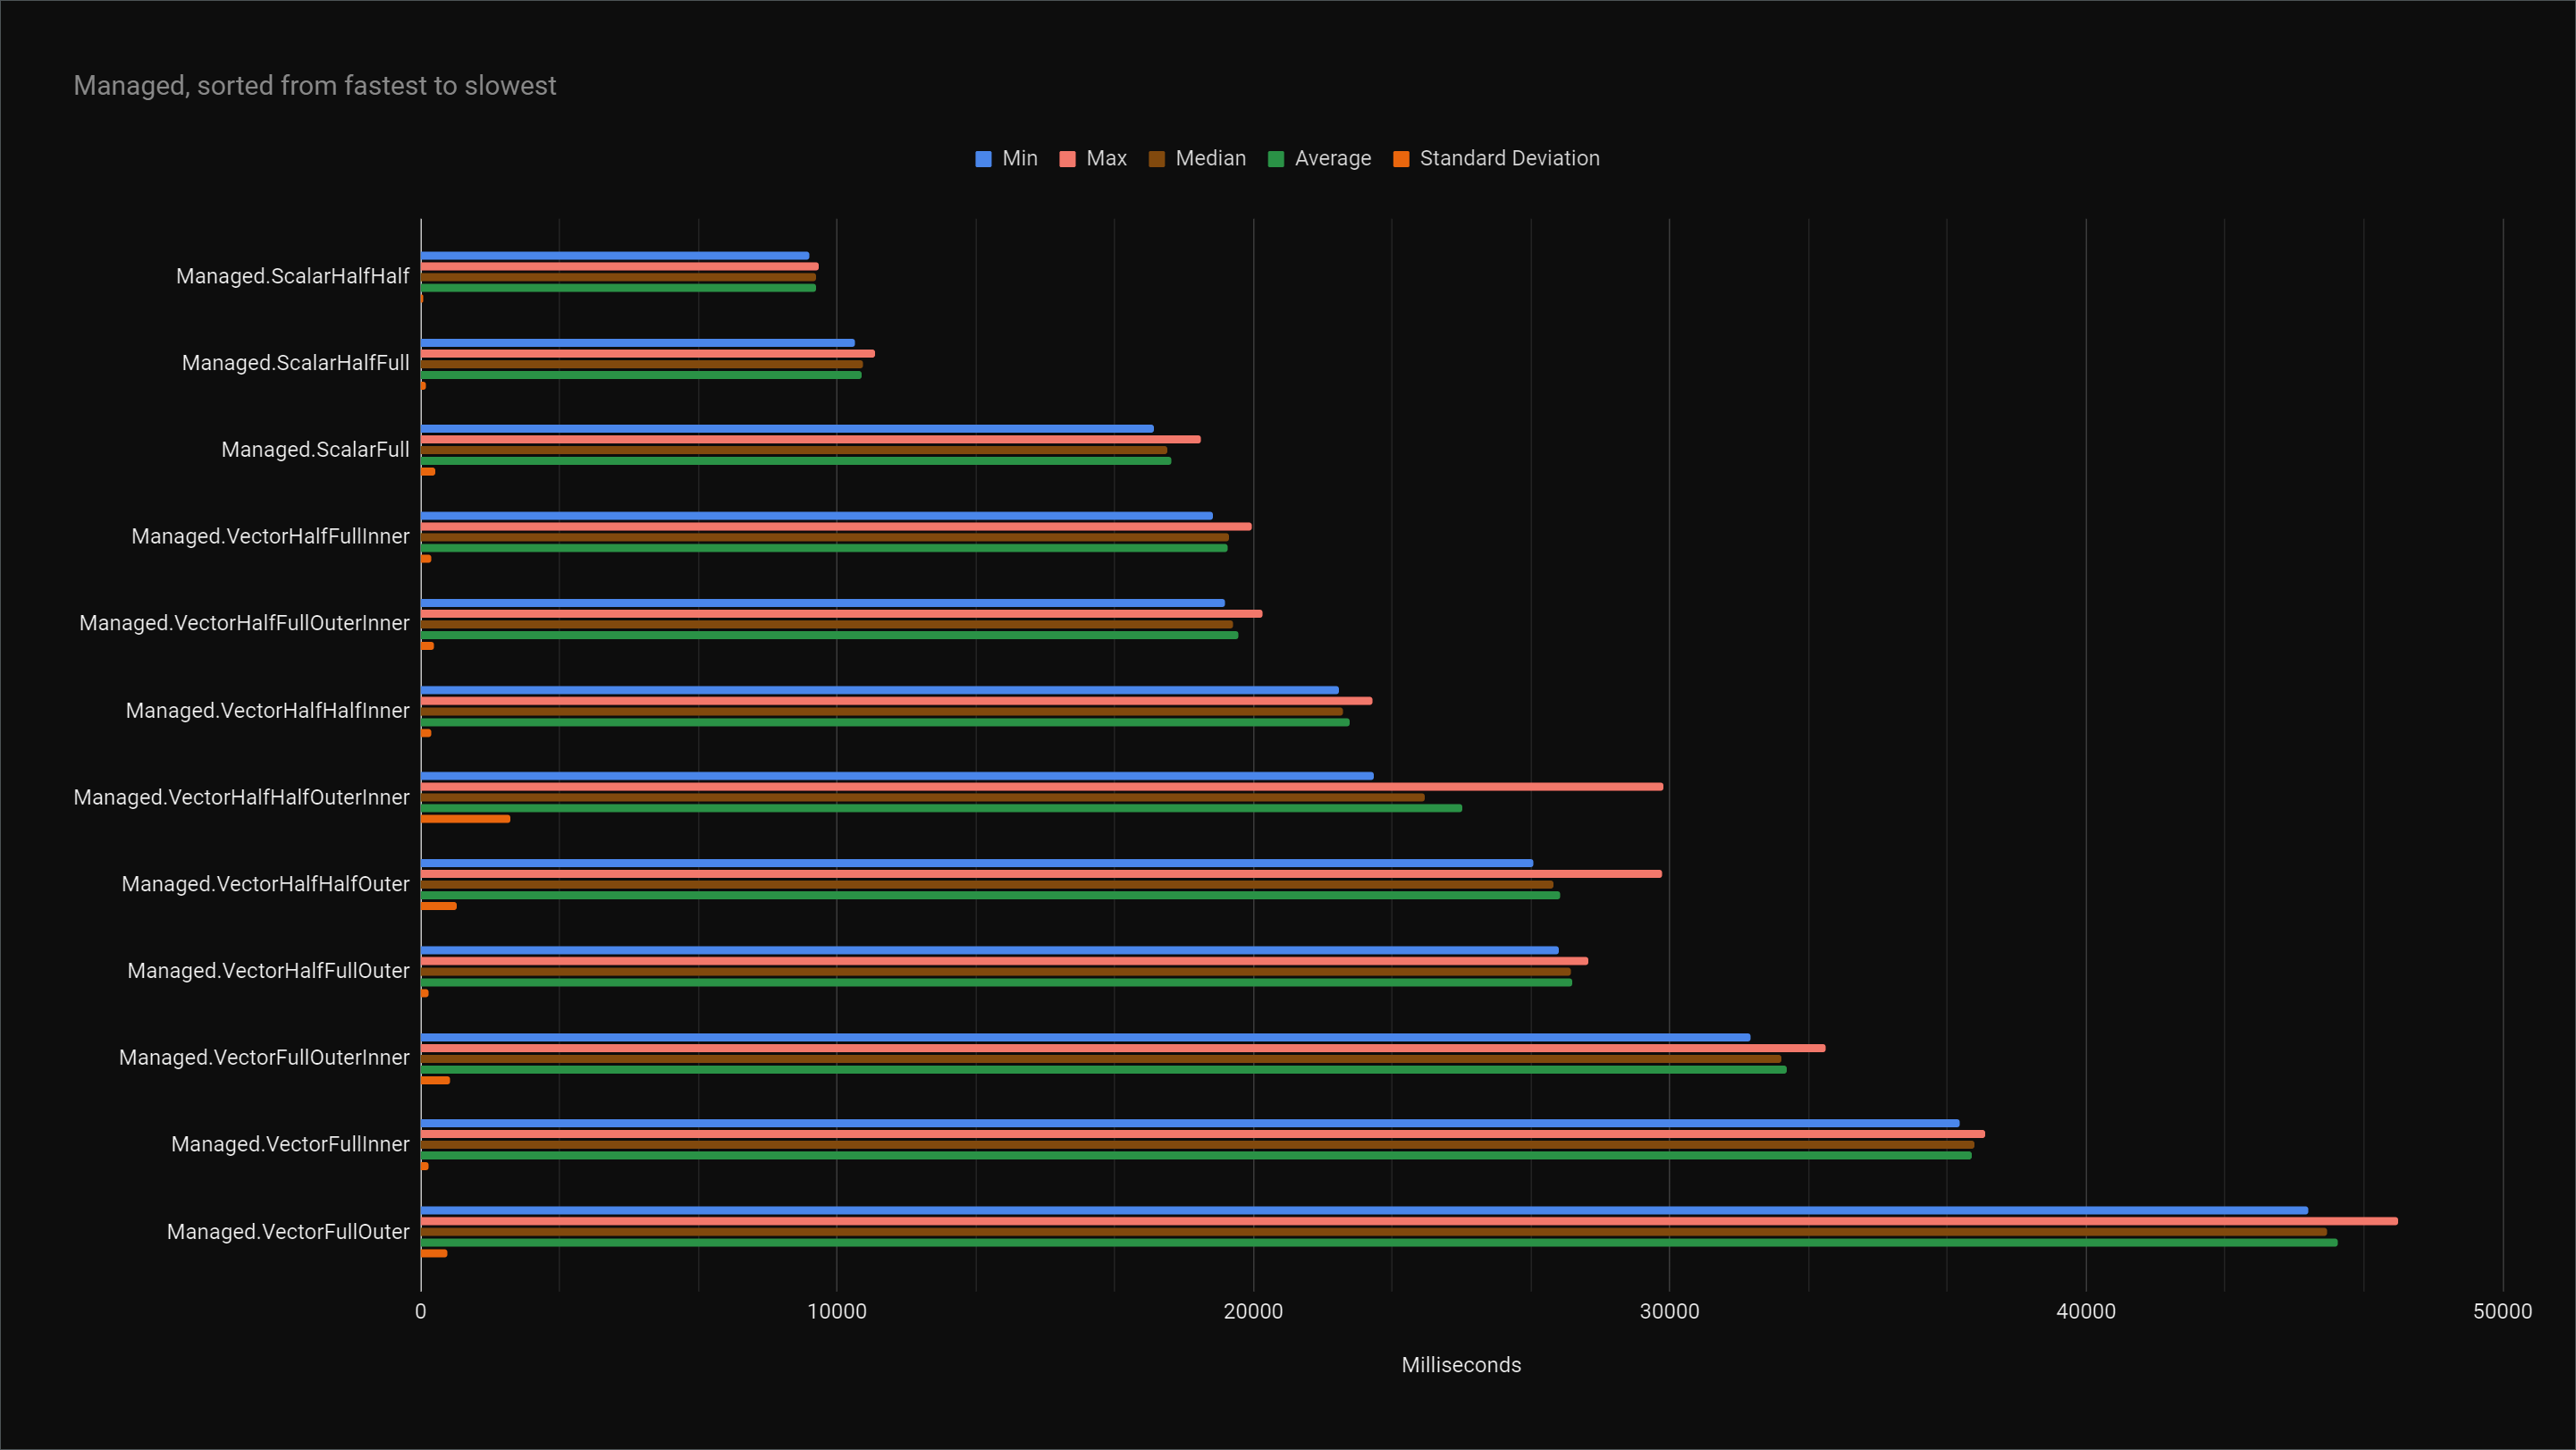 Managed, sorted from fastest to slowest
Min Max Median Average Standard Deviation
Managed.ScalarHalfHalf
Managed.ScalarHalfFull
Managed.ScalarFull
Managed.VectorHalfFullInner
Managed.VectorHalfFullOuterInner
Managed.VectorHalfHalfInner
Managed.VectorHalfHalfOuterInner
Managed.VectorHalfHalfOuter
Managed.VectorHalfFullOuter
Managed.VectorFullOuterInner
Managed.VectorFullInner
Managed.VectorFullOuter
0 10000 20000 30000 40000 50000
Milliseconds